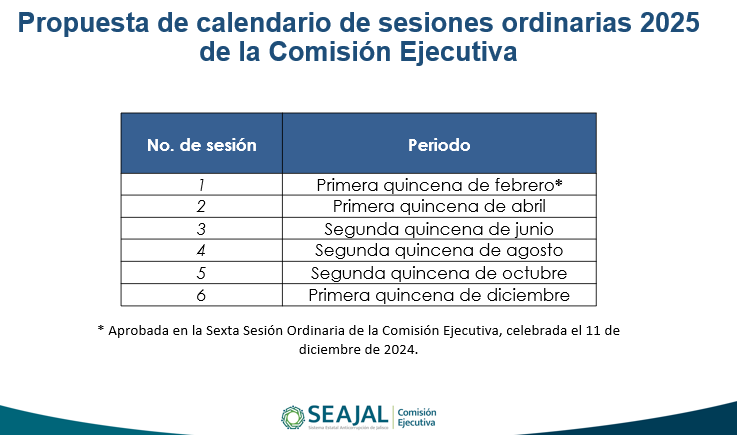 Propuesta de calendario de sesiones ordinarias 2025
de la Comisión Ejecutiva
No. de sesión Periodo
1 Primera quincena de febrero*
2 Primera quincena de abril
3 Segunda quincena de junio
4 Segunda quincena de agosto
5 Segunda quincena de octubre
6 Primera quincena de diciembre
* Aprobada en la Sexta Sesión Ordinaria de la Comisión Ejecutiva, celebrada el 11 de
diciembre de 2024.
SEAJAL
Sistema Estatal Anticorrupción de Jalisco
Comisión
Ejecutiva